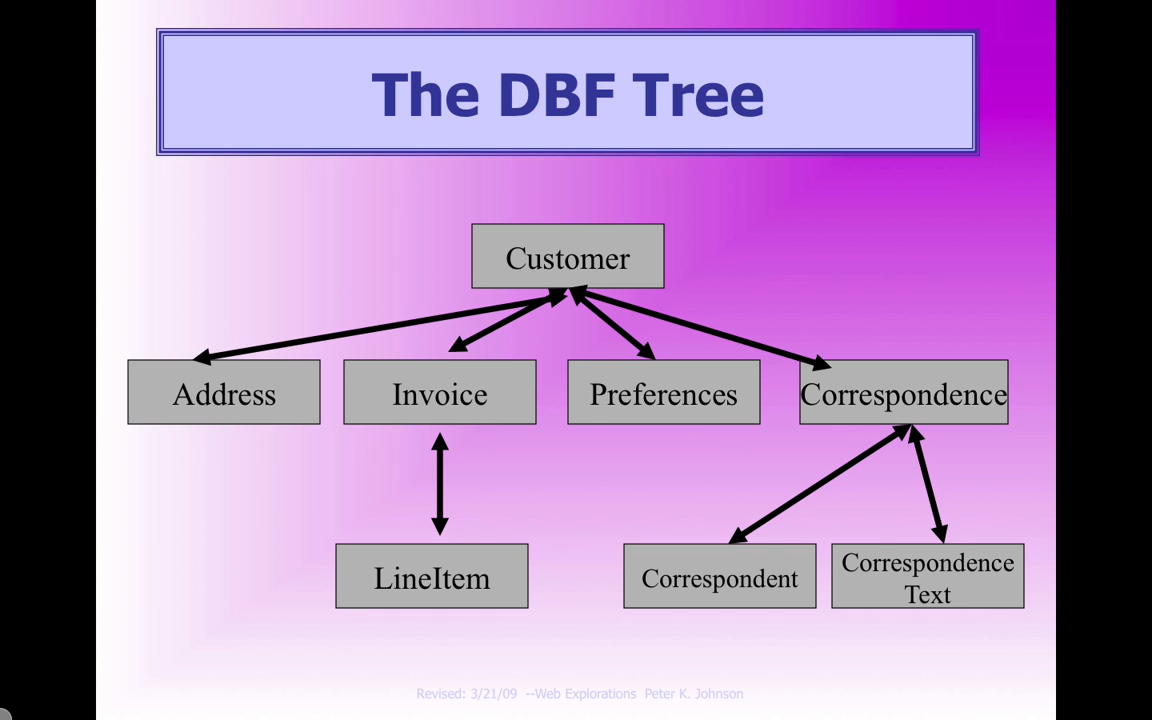 The DBF Tree
Customer
Address
Invoice
Preferences
Correspondence
LineItem
Correspondent
Correspondence
Text
Revised: 3/21/09 --Web Explorations Peter K. Johnson